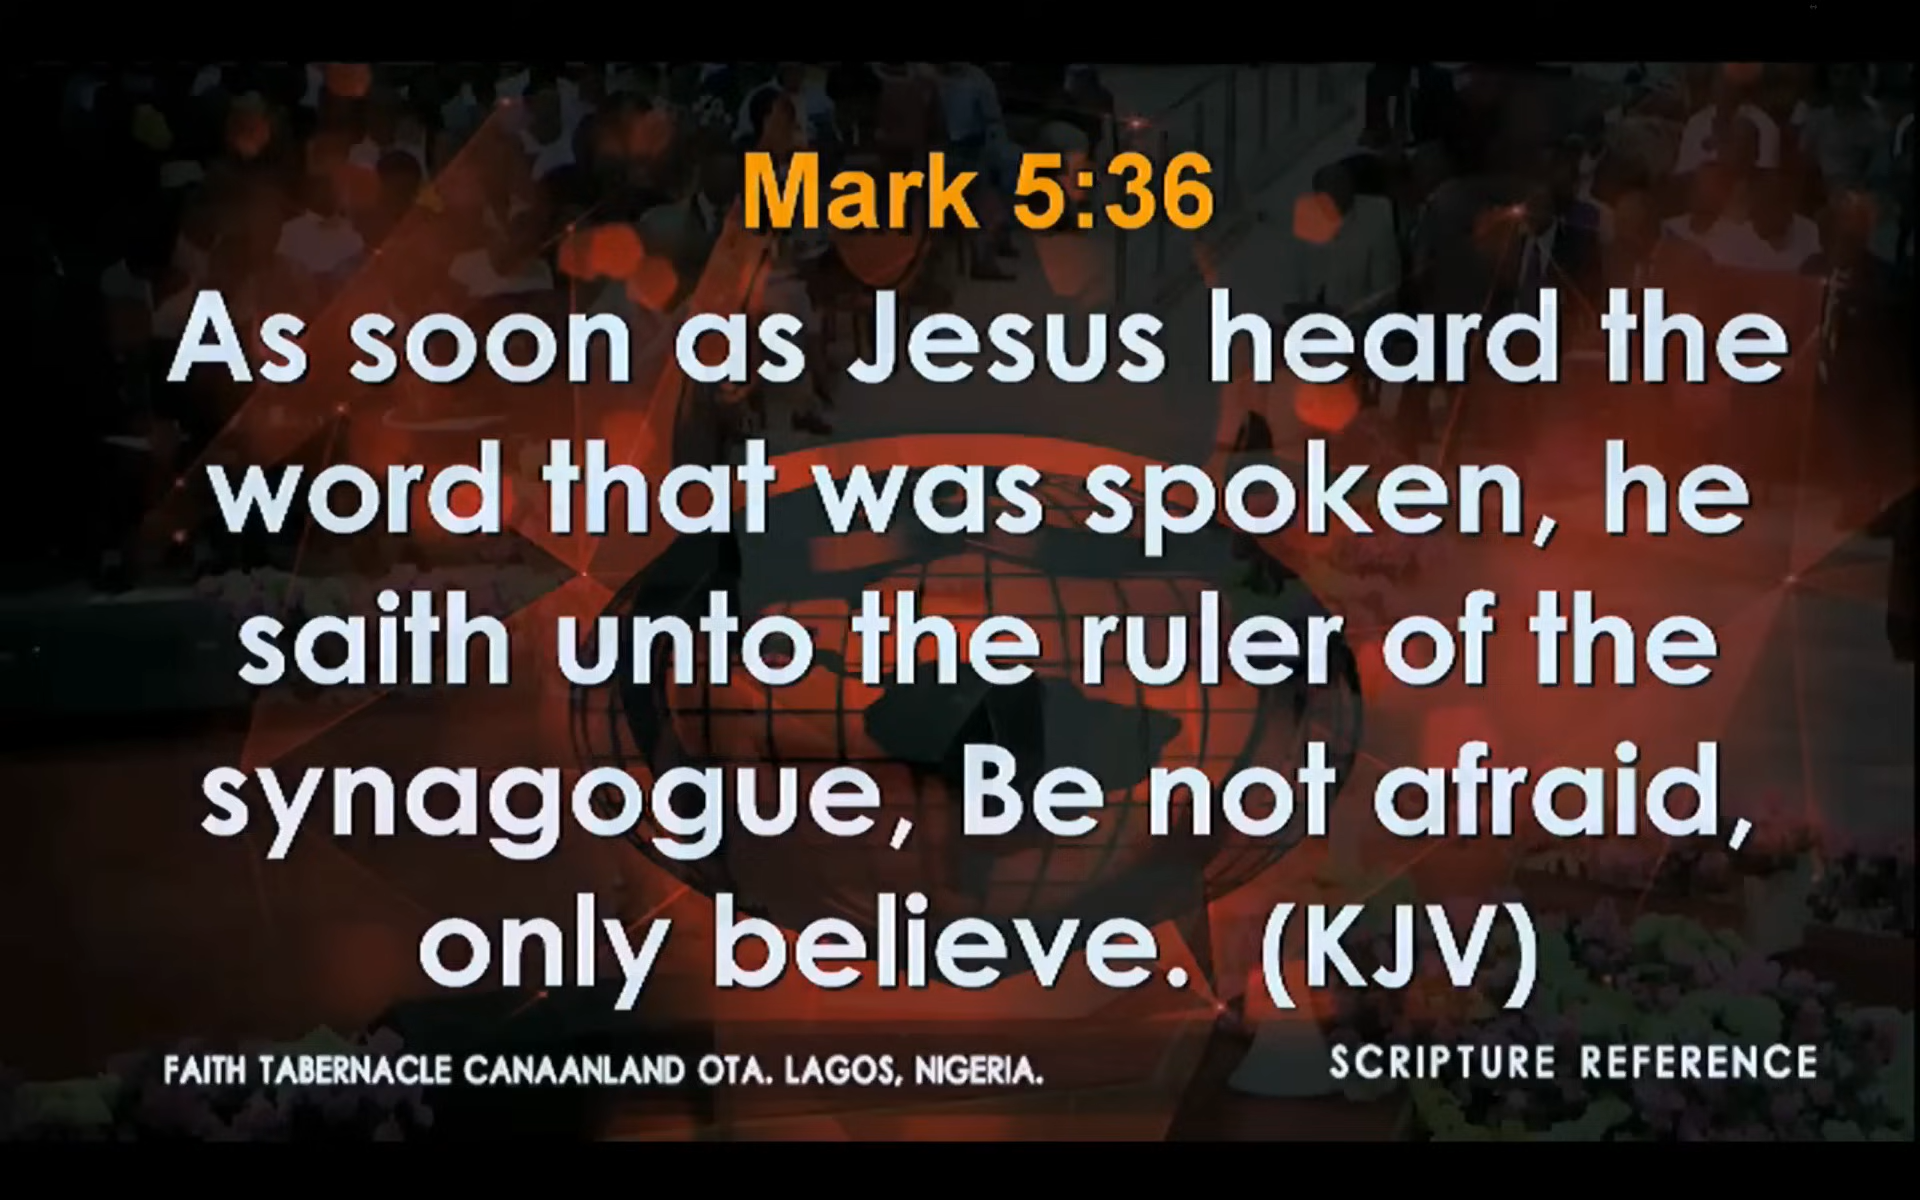 Mark 5:36
As soon as Jesus heard the
word that was spoken, he
saith unto the ruler of the
synagogue, Be not afraid,
only believe. (KJV)
FAITH TABERNACLE CANAANLAND OTA. LAGOS, NIGERIA.
SCRIPTURE REFERENCE